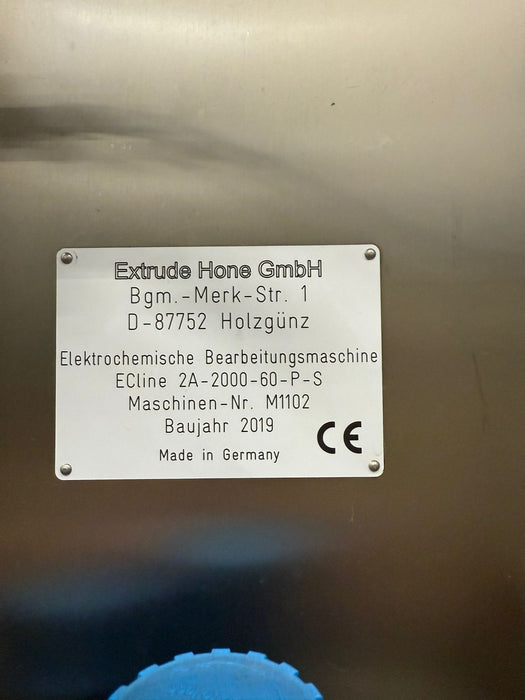 Extrude Hone GmbH
Bgm.-Merk-Str. 1
D-87752 Holzgünz
Elektrochemische Bearbeitungsmaschine
ECline 2A-2000-60-P-S
Maschinen-Nr. M1102
Baujahr 2019
CE
Made in Germany